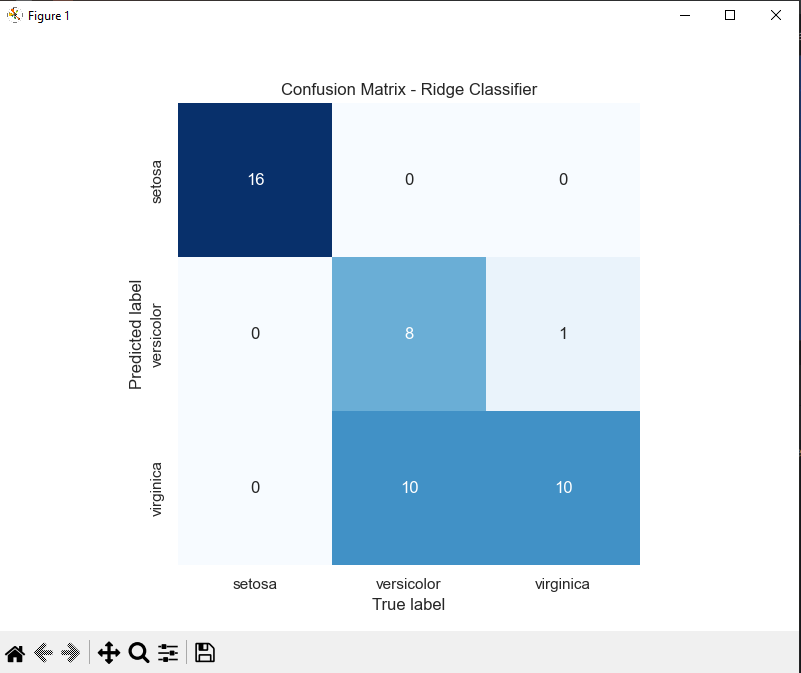 Figure 1
Confusion Matrix - Ridge Classifier
setosa
16
0
0
Predicted label
versicolor
0
8
1
virginica
0
10
10
setosa
versicolor
virginica
True label